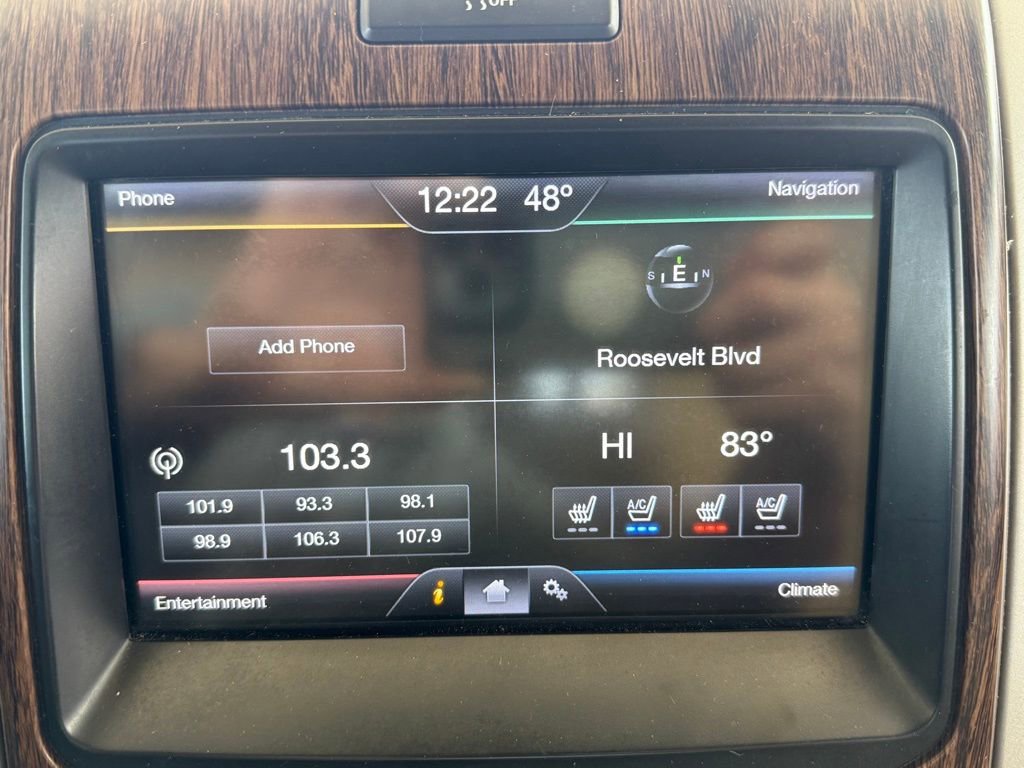 OFF
Phone
12:22 48°
Navigation
S E N
Add Phone
Roosevelt Blvd
103.3
HI 83°
101.9 93.3 98.1
A/C A/C
98.9 106.3 107.9
i
Entertainment
Climate